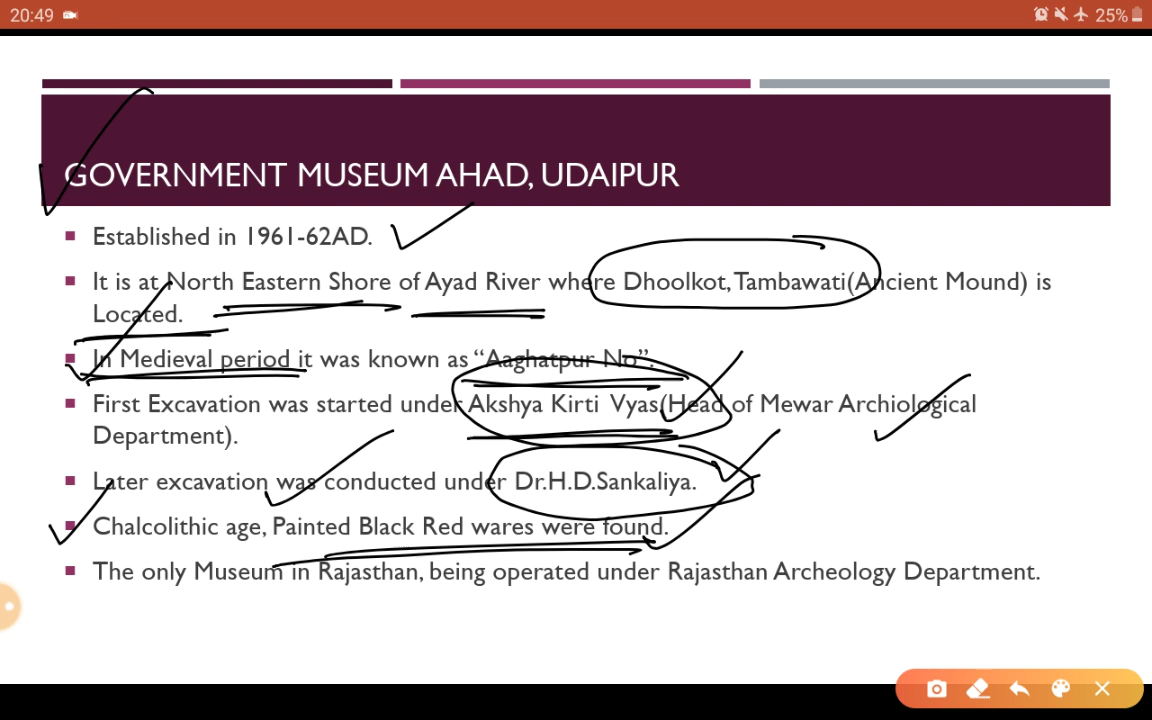 20:49
25%
GOVERNMENT MUSEUM AHAD, UDAIPUR
Established in 1961-62AD.
It is at North Eastern Shore of Ayad River where Dhoolkot, Tambawati(Ancient Mound) is
Located.
In Medieval period it was known as “Aaghatpur No”.
First Excavation was started under Akshya Kirti Vyas(Head of Mewar Archiological
Department).
Later excavation was conducted under Dr.H.D.Sankaliya.
Chalcolithic age, Painted Black Red wares were found.
The only Museum in Rajasthan, being operated under Rajasthan Archeology Department.